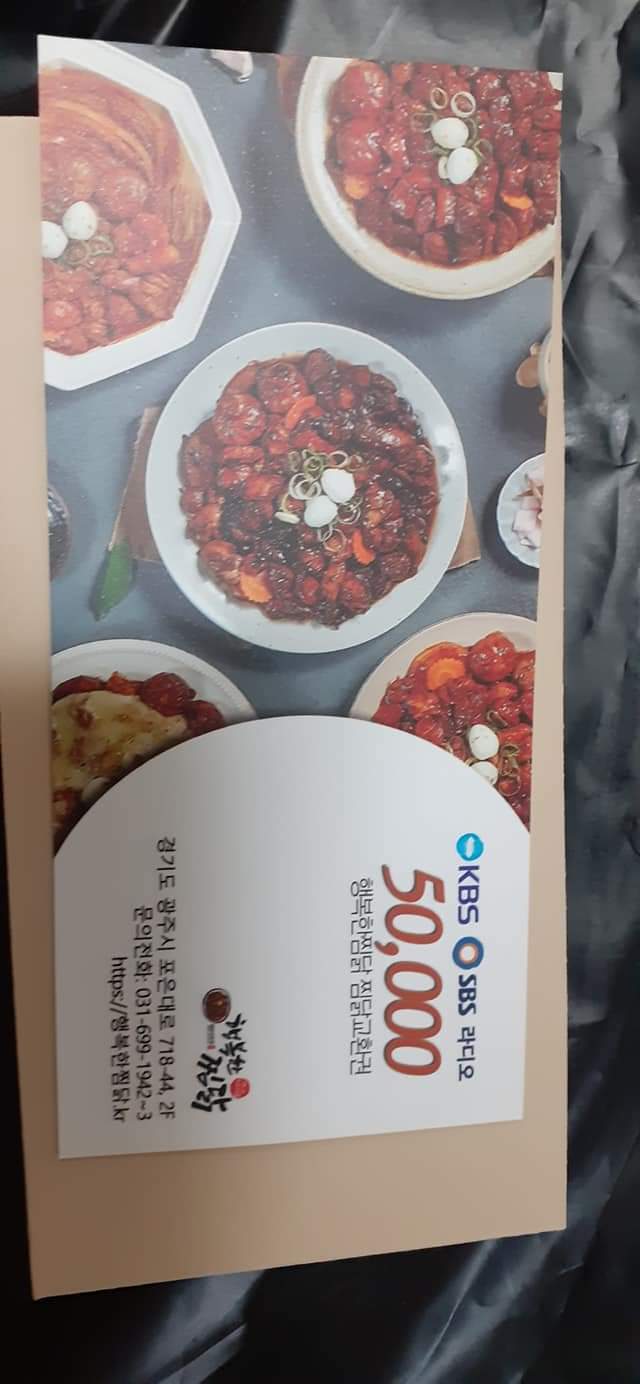 KBS SBS 라디오
50,000
행복한찜닭 찜닭교환권
행복한
찜닭
경기도 광주시 포은대로 718-44, 2F
문의전화: 031-699-1942~3
https//행복한찜닭.kr